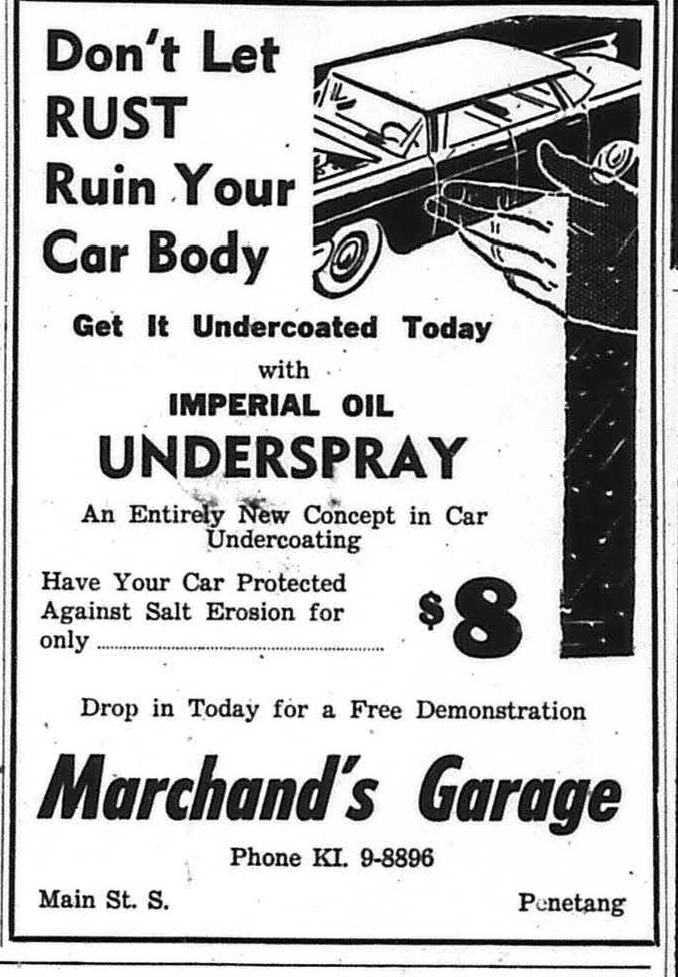 Don't Let
RUST
Ruin Your
Car Body
Get It Undercoated Today
with
IMPERIAL OIL
UNDERSPRAY
An Entirely New Concept in Car
Undercoating
Have Your Car Protected
Against Salt Erosion for
only ........................................ $8
Drop in Today for a Free Demonstration
Marchand's Garage
Phone KI. 9-8896
Main St. S. Penetang